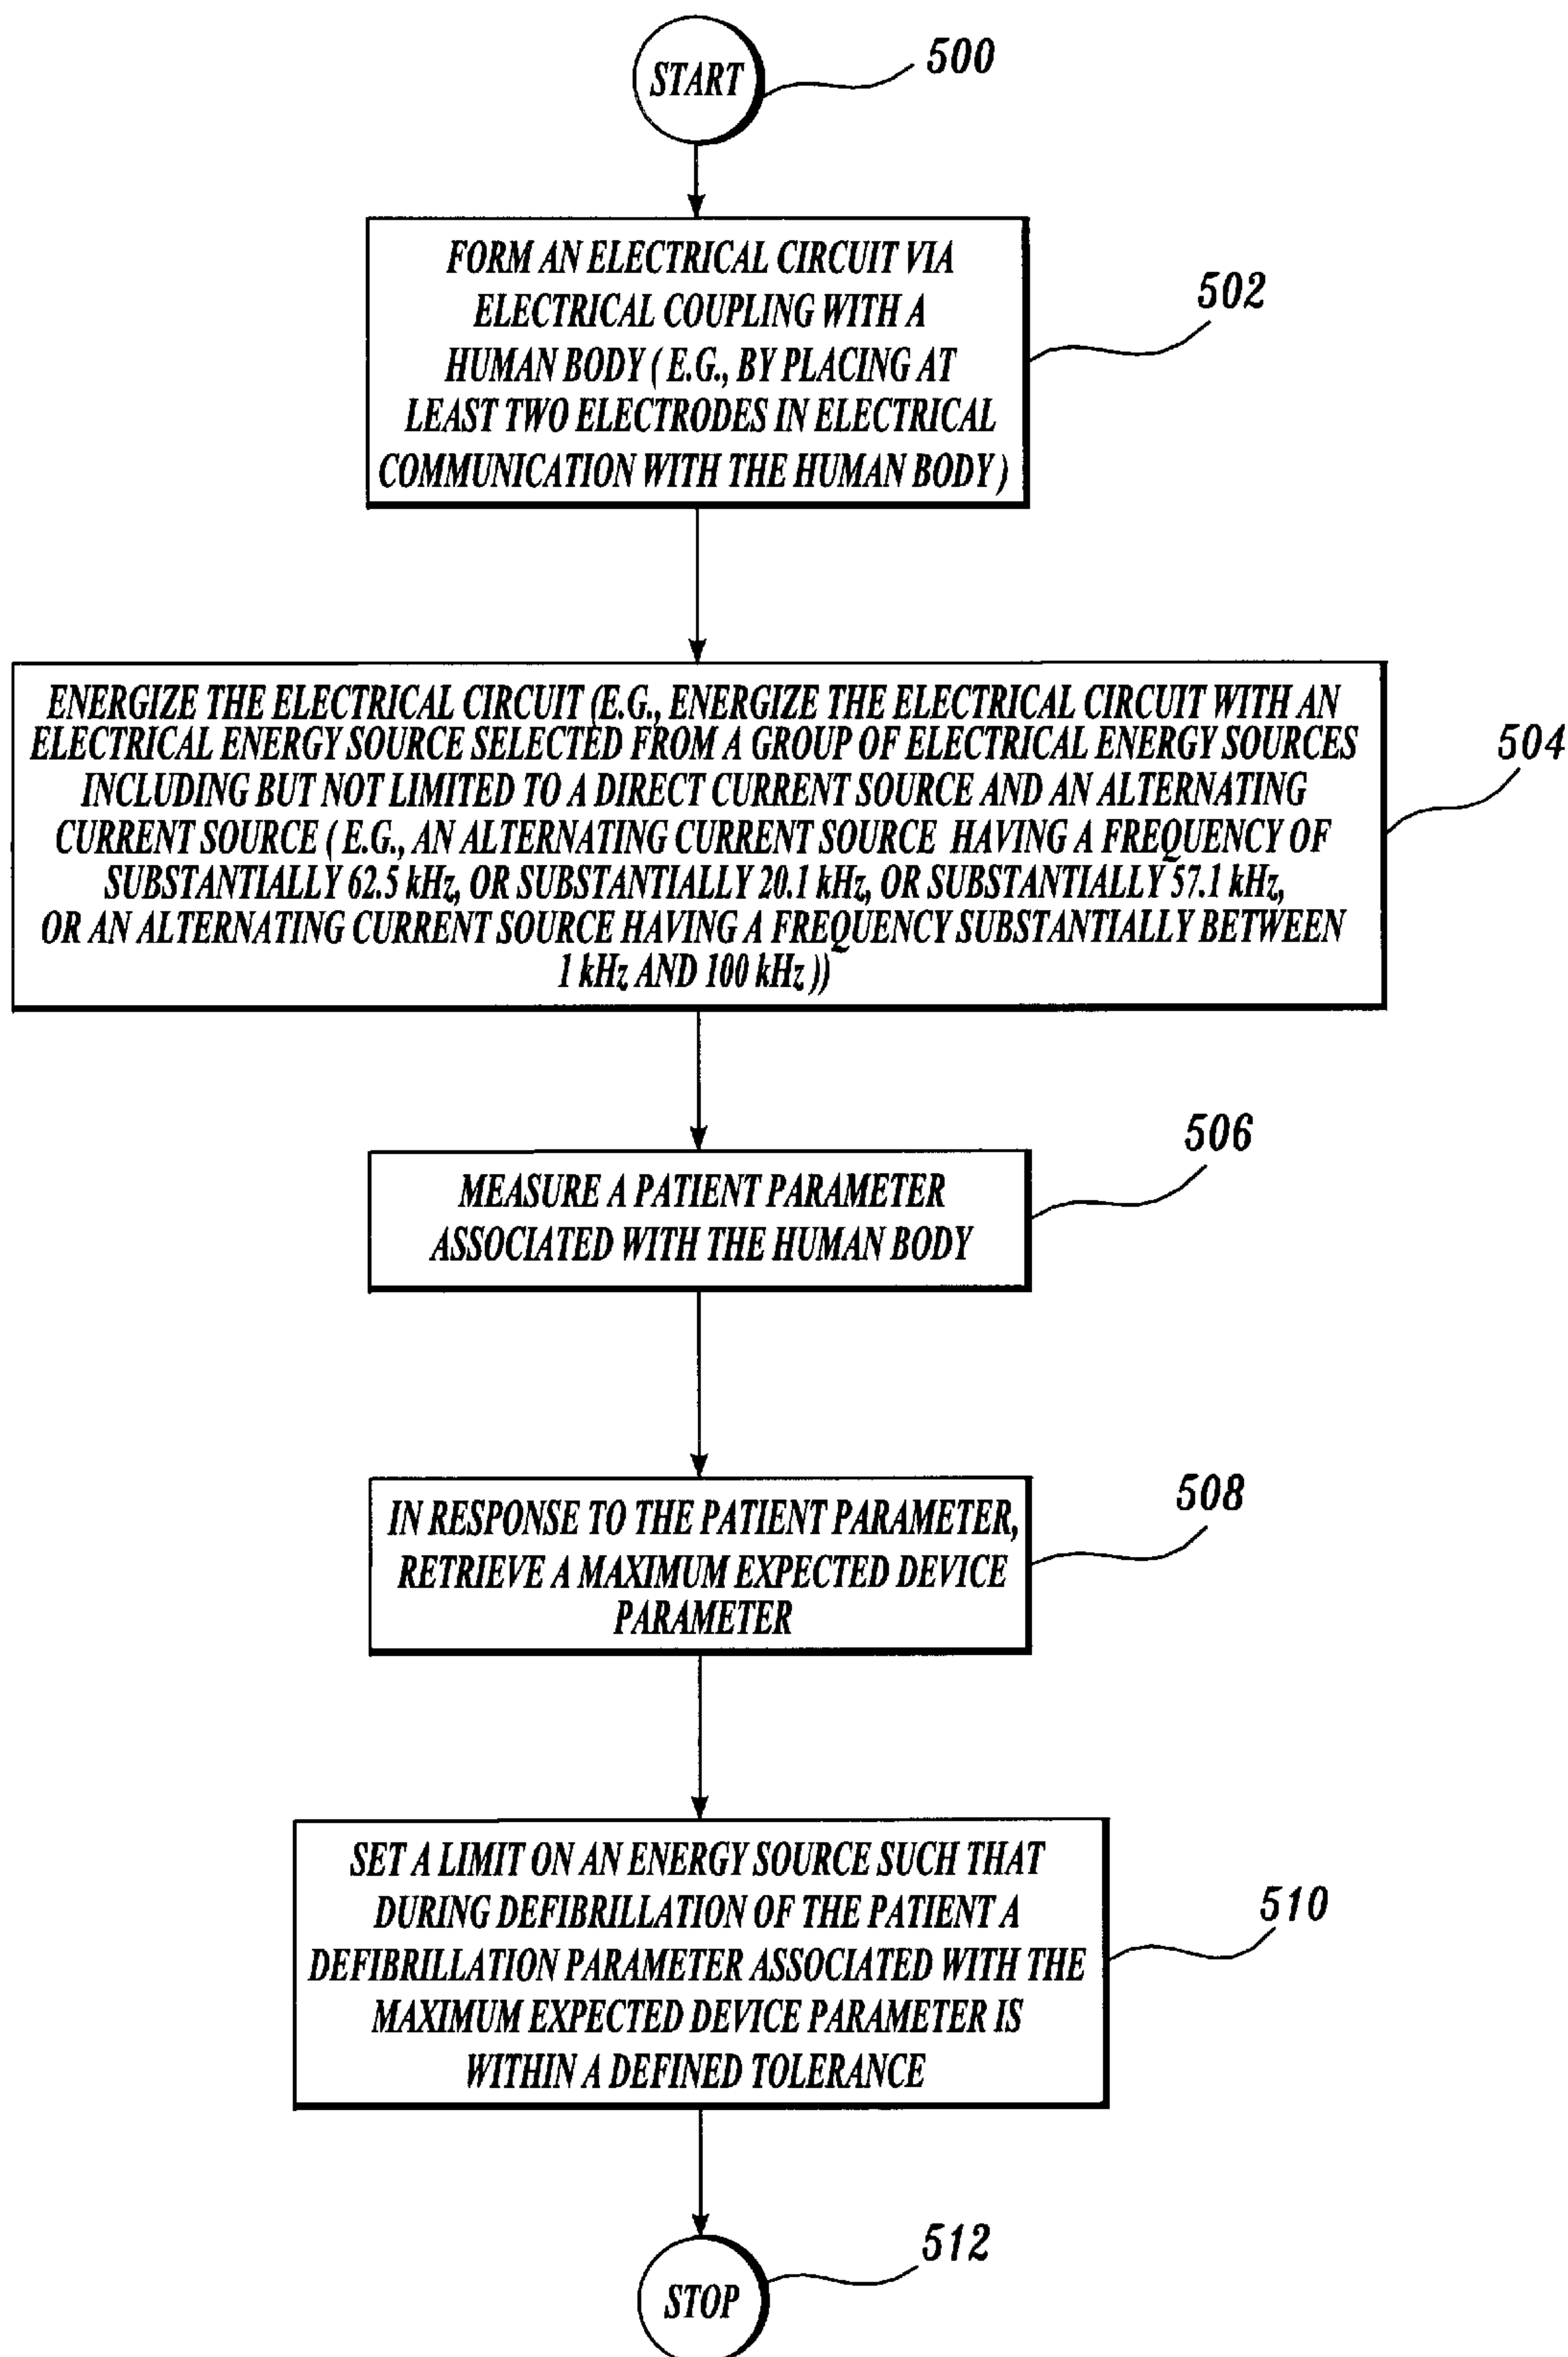 START
500
FORM AN ELECTRICAL CIRCUIT VIA
ELECTRICAL COUPLING WITH A
HUMAN BODY ( E.G., BY PLACING AT
LEAST TWO ELECTRODES IN ELECTRICAL
COMMUNICATION WITH THE HUMAN BODY )
502
ENERGIZE THE ELECTRICAL CIRCUIT (E.G., ENERGIZE THE ELECTRICAL CIRCUIT WITH AN
ELECTRICAL ENERGY SOURCE SELECTED FROM A GROUP OF ELECTRICAL ENERGY SOURCES
INCLUDING BUT NOT LIMITED TO A DIRECT CURRENT SOURCE AND AN ALTERNATING
CURRENT SOURCE ( E.G., AN ALTERNATING CURRENT SOURCE HAVING A FREQUENCY OF
SUBSTANTIALLY 62.5 kHz, OR SUBSTANTIALLY 20.1 kHz, OR SUBSTANTIALLY 57.1 kHz,
OR AN ALTERNATING CURRENT SOURCE HAVING A FREQUENCY SUBSTANTIALLY BETWEEN
1 kHz AND 100 kHz ))
504
MEASURE A PATIENT PARAMETER
ASSOCIATED WITH THE HUMAN BODY
506
IN RESPONSE TO THE PATIENT PARAMETER,
RETRIEVE A MAXIMUM EXPECTED DEVICE
PARAMETER
508
SET A LIMIT ON AN ENERGY SOURCE SUCH THAT
DURING DEFIBRILLATION OF THE PATIENT A
DEFIBRILLATION PARAMETER ASSOCIATED WITH THE
MAXIMUM EXPECTED DEVICE PARAMETER IS
WITHIN A DEFINED TOLERANCE
510
STOP
512